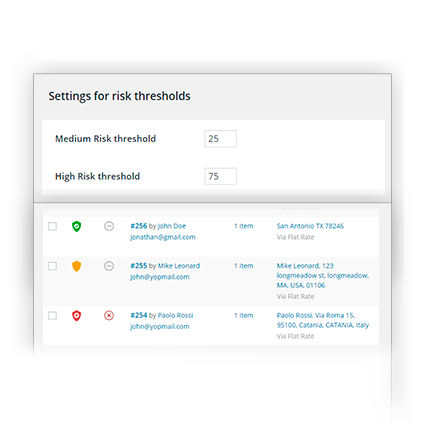 Settings for risk thresholds
Medium Risk threshold 25
High Risk threshold 75
#256 by John Doe 1 item San Antonio TX 78246
jonathan@gmail.com Via Flat Rate
#255 by Mike Leonard 1 item Mike Leonard, 123
john@yopmail.com longmeadow st, longmeadow,
MA, USA, 01106
Via Flat Rate
#254 by Paolo Rossi 1 item Paolo Rossi, Via Roma 15,
john@yopmail.com 95100, Catania, CATANIA, Italy
Via Flat Rate